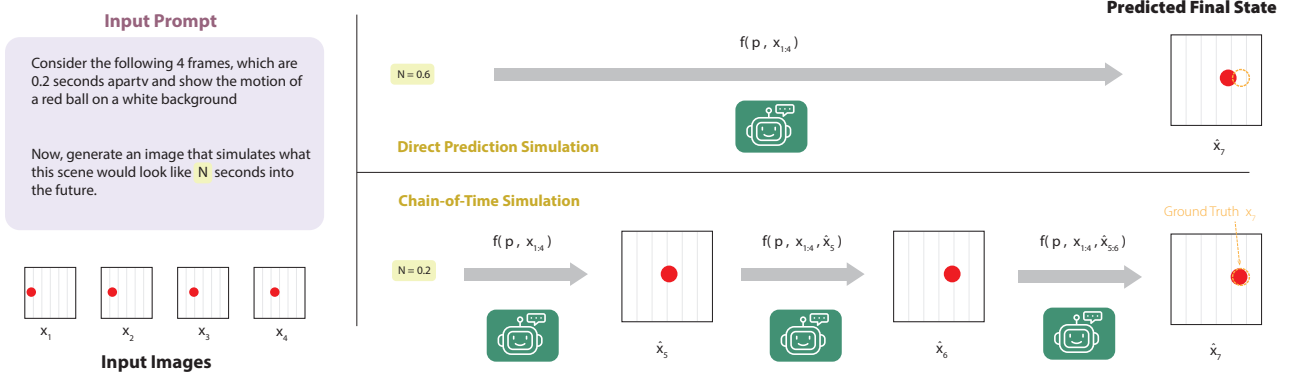 Input Prompt
Consider the following 4 frames, which are
0.2 seconds apartv and show the motion of
a red ball on a white background
Now, generate an image that simulates what
this scene would look like N seconds into
the future.
x₁
x₂
x₃
x₄
Input Images
Predicted Final State
f(p, x₁:₄)
N = 0.6
Direct Prediction Simulation
x̂₇
Chain-of-Time Simulation
Ground Truth x₇
f(p, x₁:₄)
f(p, x₁:₄, x̂₅)
f(p, x₁:₄, x̂₅:₆)
N = 0.2
x̂₅
x̂₆
x̂₇